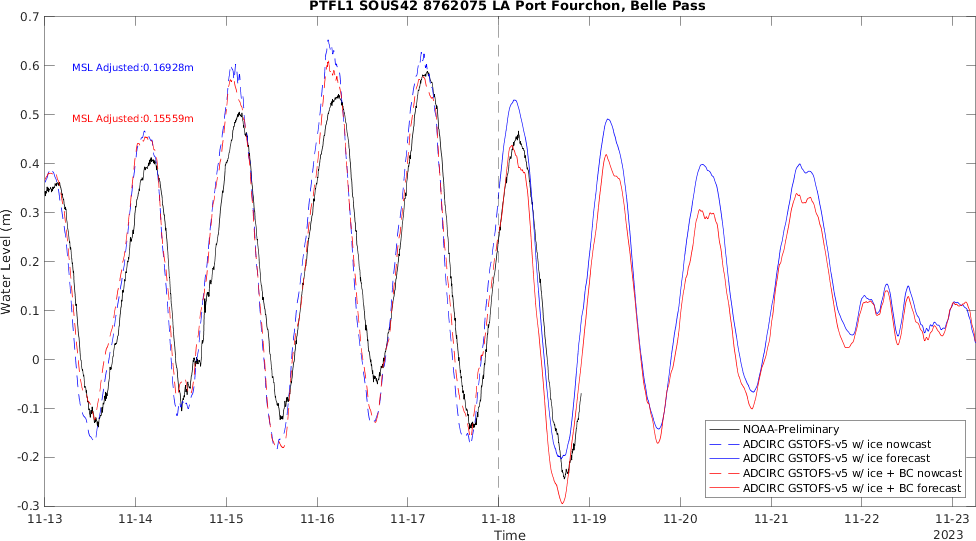 PTFL1 SOUS42 8762075 LA Port Fourchon, Belle Pass
0.7
0.6
0.5
0.4
0.3
0.2
0.1
0
-0.1
-0.2
-0.3
Water Level (m)
MSL Adjusted:0.16928m
MSL Adjusted:0.15559m
NOAA-Preliminary
ADCIRC GSTOFS-v5 w/ ice nowcast
ADCIRC GSTOFS-v5 w/ ice forecast
ADCIRC GSTOFS-v5 w/ ice + BC nowcast
ADCIRC GSTOFS-v5 w/ ice + BC forecast
11-13 11-14 11-15 11-16 11-17 11-18 11-19 11-20 11-21 11-22 11-23
Time
2023